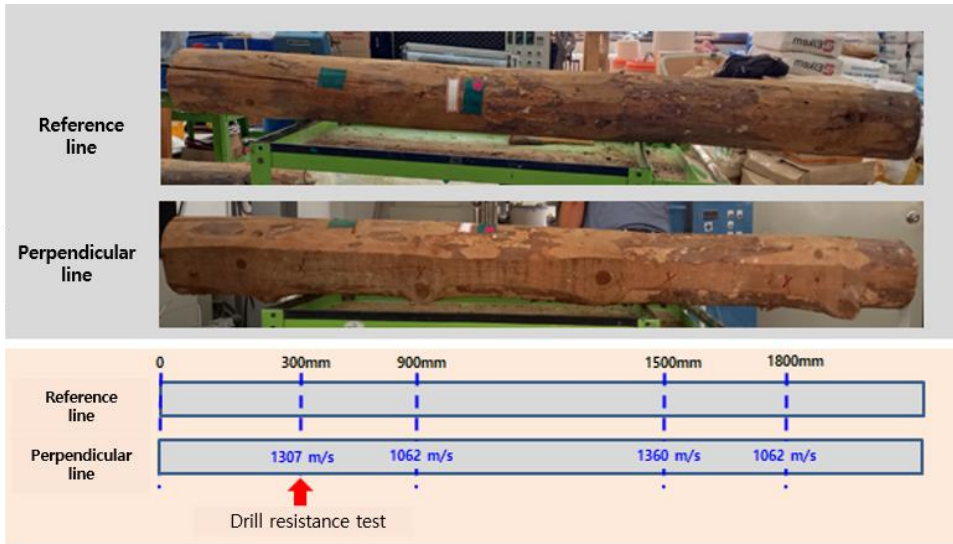 Reference
line
Perpendicular
line
0 300mm 900mm 1500mm 1800mm
Reference
line
Perpendicular
line
1307 m/s 1062 m/s 1360 m/s 1062 m/s
Drill resistance test